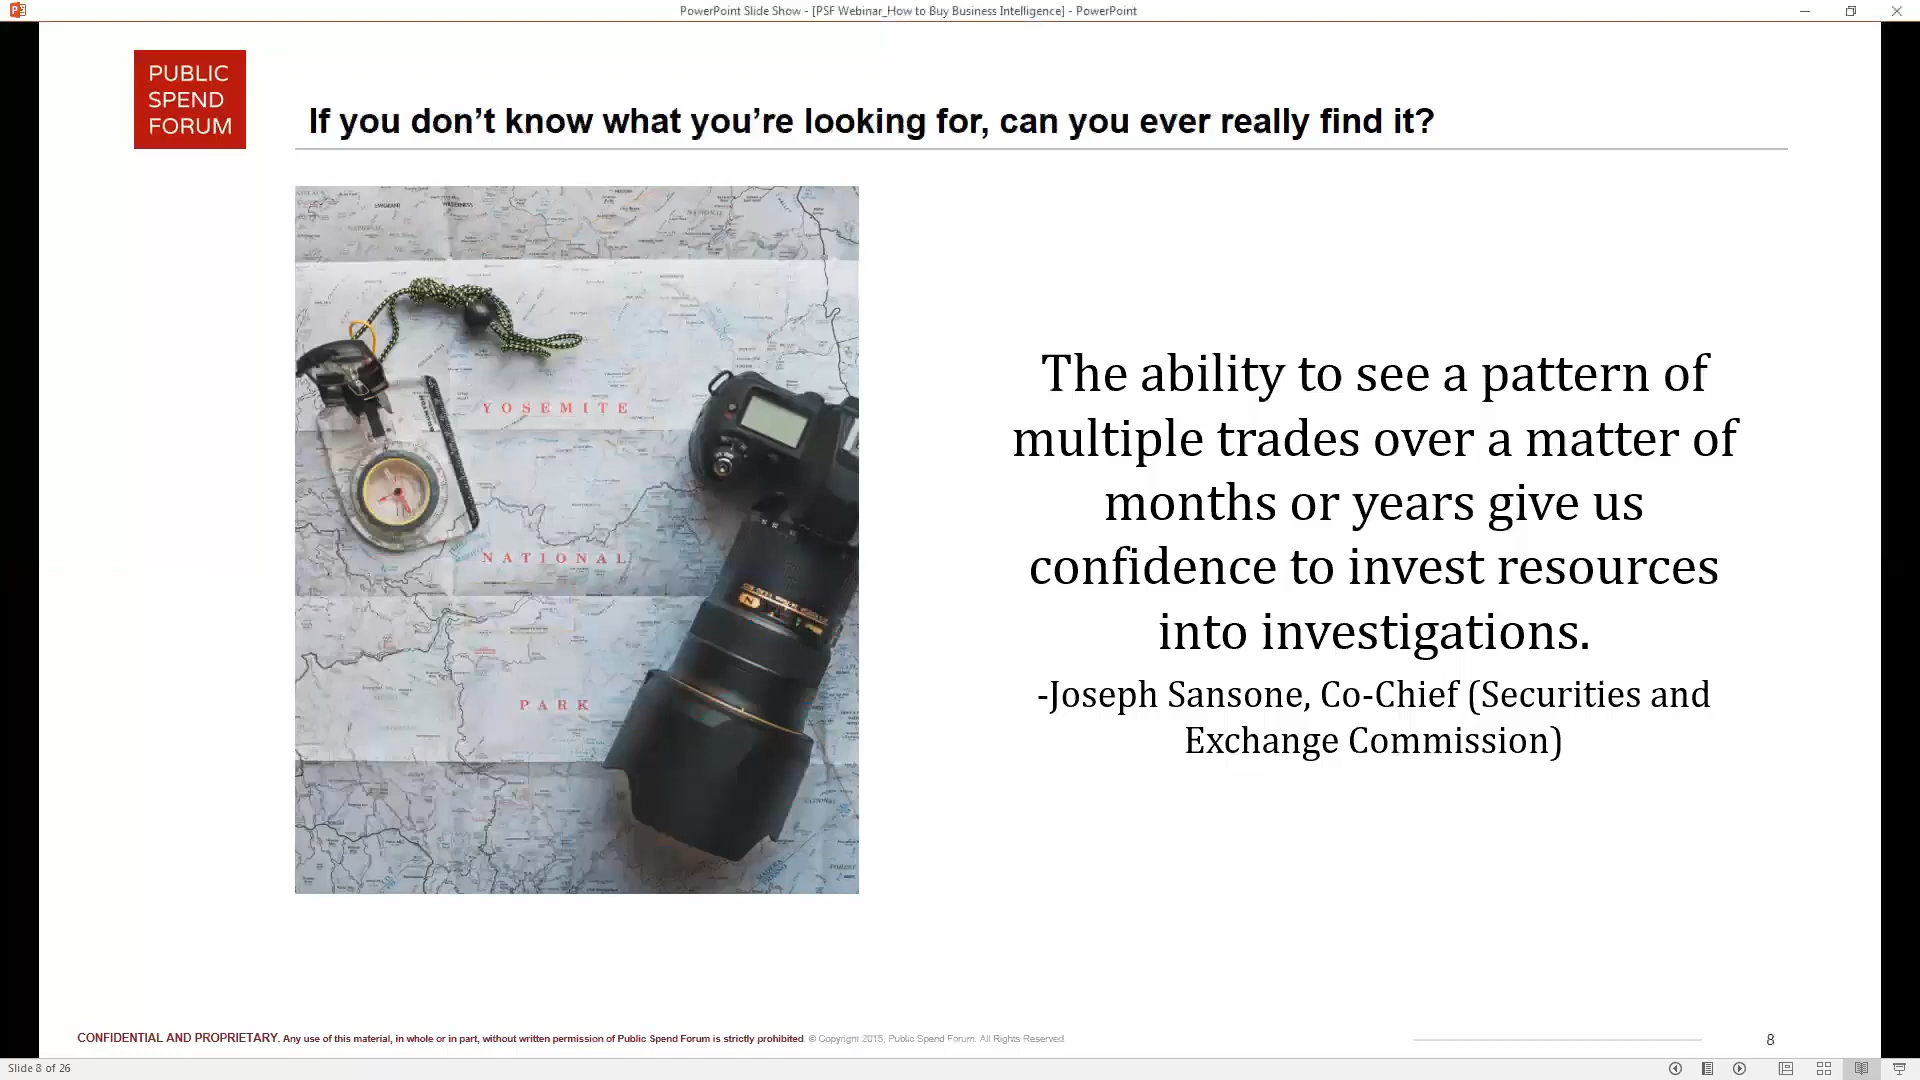 PowerPoint Slide Show - [PSF Webinar_How to Buy Business Intelligence] - PowerPoint
PUBLIC
SPEND
FORUM
If you don’t know what you’re looking for, can you ever really find it?
EMIGRANT
WILDERNESS
NATIONAL
YOSEMITE
NATIONAL
PARK
The ability to see a pattern of
multiple trades over a matter of
months or years give us
confidence to invest resources
into investigations.
-Joseph Sansone, Co-Chief (Securities and
Exchange Commission)
CONFIDENTIAL AND PROPRIETARY. Any use of this material, in whole or in part, without written permission of Public Spend Forum is strictly prohibited. © Copyright 2015, Public Spend Forum. All Rights Reserved.
8
Slide 8 of 26